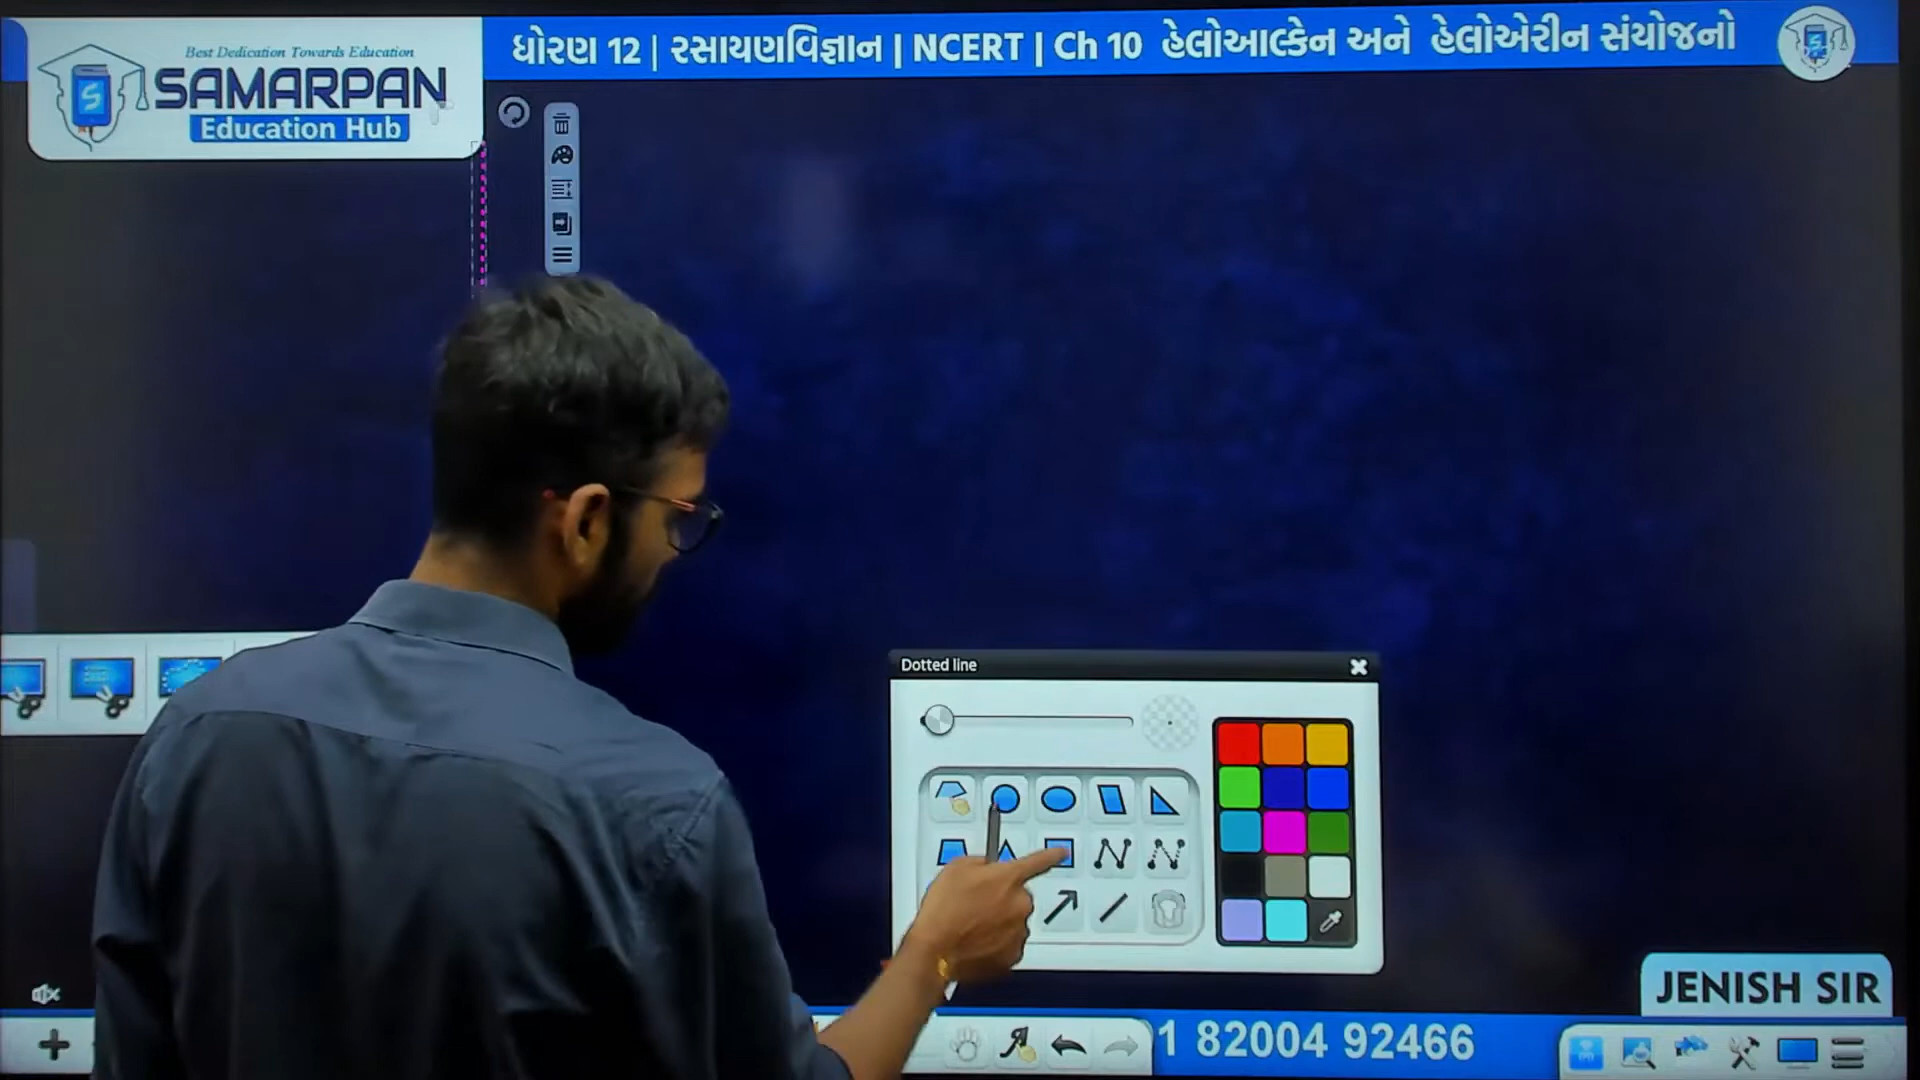 Best Dedication Towards Education
SAMARPAN
Education Hub
ધોરણ 12 | રસાયણવિજ્ઞાન | NCERT | Ch 10 હેલોઆલ્કેન અને હેલોએરીન સંયોજનો
Dotted line
JENISH SIR
1 82004 92466